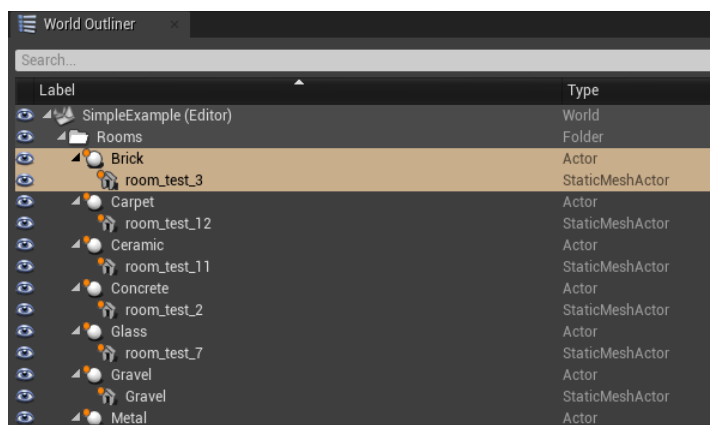 World Outliner
Search...
Label Type
SimpleExample (Editor) World
Rooms Folder
Brick Actor
room_test_3 StaticMeshActor
Carpet Actor
room_test_12 StaticMeshActor
Ceramic Actor
room_test_11 StaticMeshActor
Concrete Actor
room_test_2 StaticMeshActor
Glass Actor
room_test_7 StaticMeshActor
Gravel Actor
Gravel StaticMeshActor
Metal Actor